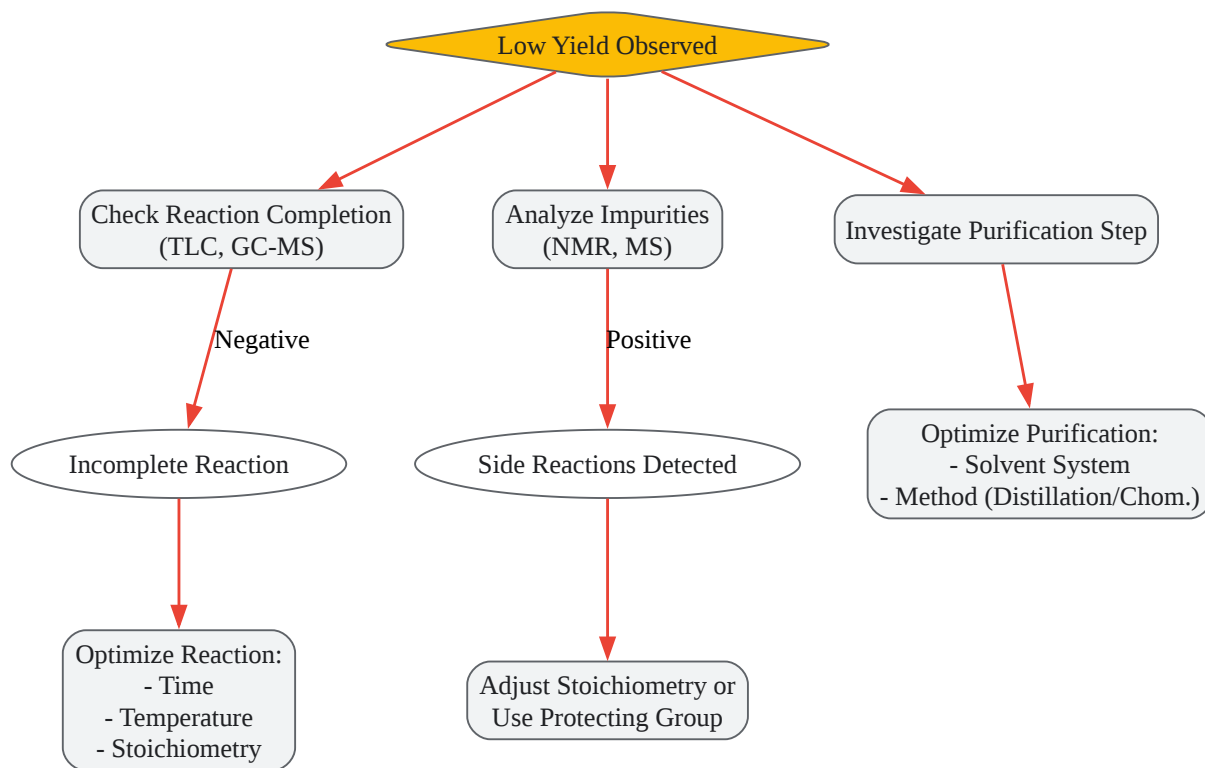 Low Yield Observed
Check Reaction Completion
(TLC, GC-MS)
Analyze Impurities
(NMR, MS)
Investigate Purification Step
Negative
Positive
Incomplete Reaction
Side Reactions Detected
Optimize Purification:
- Solvent System
- Method (Distillation/Chom.)
Optimize Reaction:
- Time
- Temperature
- Stoichiometry
Adjust Stoichiometry or
Use Protecting Group